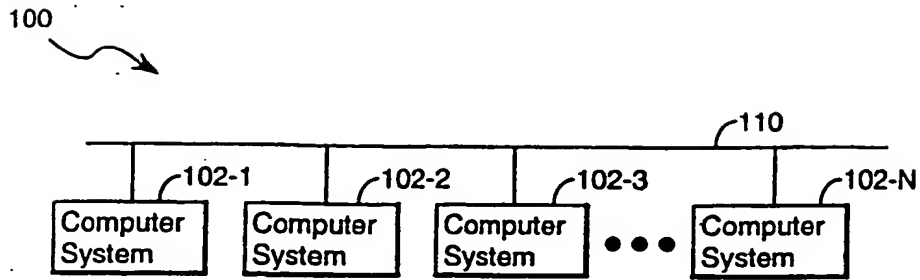 100
110
102-1
102-2
102-3
102-N
Computer
System
Computer
System
Computer
System
Computer
System